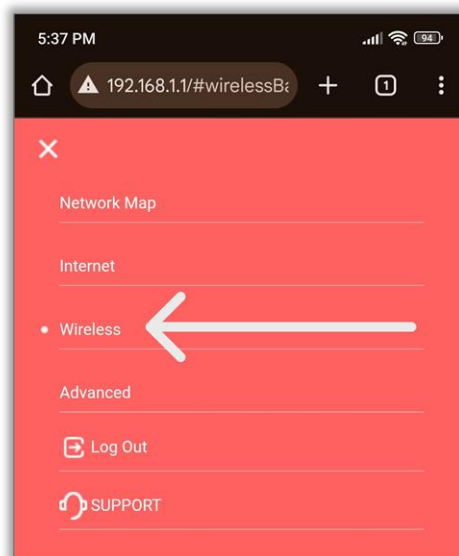 5:37 PM
94
192.168.1.1/#wirelessBa
1
Network Map
Internet
Wireless
Advanced
Log Out
SUPPORT